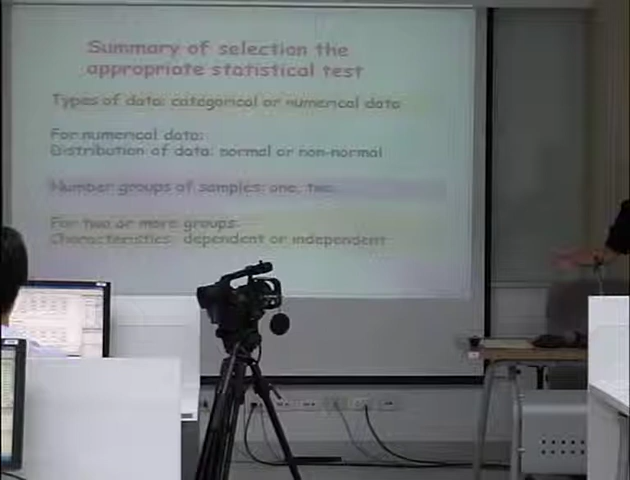 Summary of selection the
appropriate statistical test
Types of data: categorical or numerical data
For numerical data:
Distribution of data: normal or non-normal
Number groups of samples: one, two
For two or more groups:
Characteristics: dependent or independent